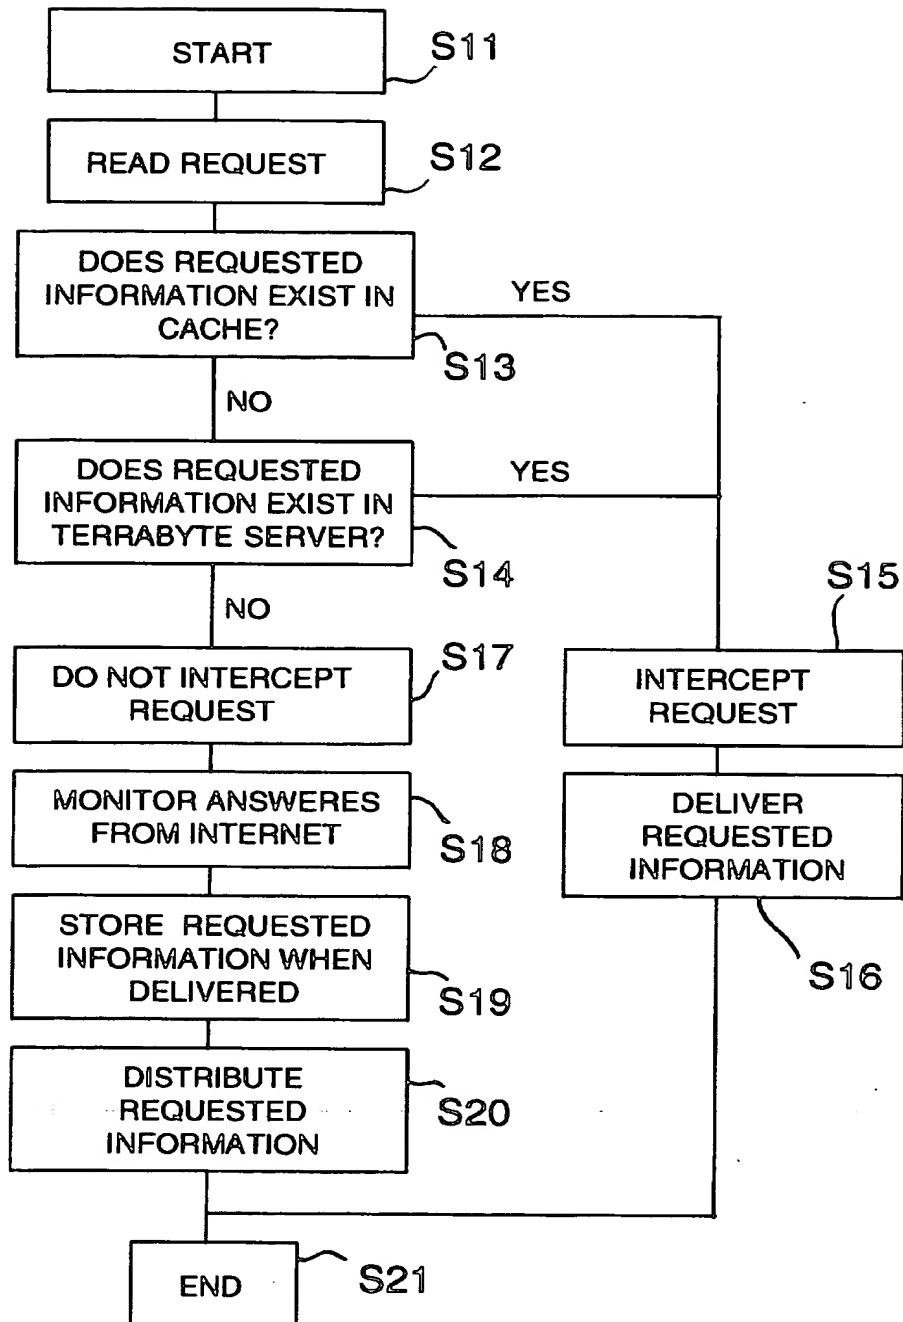 START
S11
READ REQUEST
S12
DOES REQUESTED
INFORMATION EXIST IN
CACHE?
YES
S13
NO
DOES REQUESTED
INFORMATION EXIST IN
TERRABYTE SERVER?
YES
S14
NO
S15
DO NOT INTERCEPT
REQUEST
S17
INTERCEPT
REQUEST
MONITOR ANSWERES
FROM INTERNET
S18
DELIVER
REQUESTED
INFORMATION
S16
STORE REQUESTED
INFORMATION WHEN
DELIVERED
S19
DISTRIBUTE
REQUESTED
INFORMATION
S20
END
S21